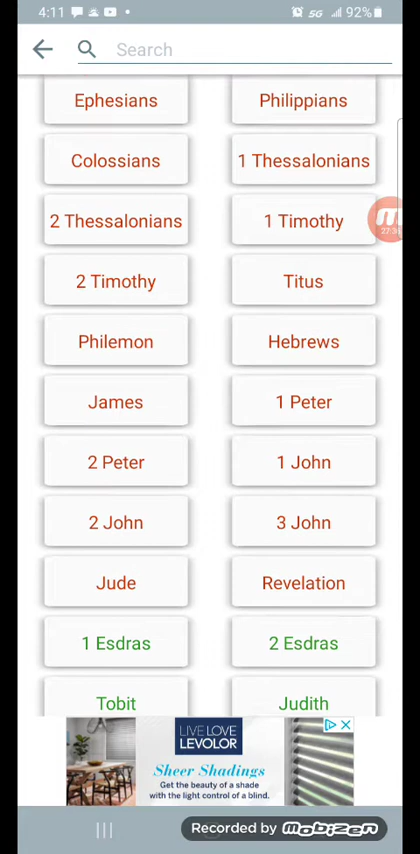 4:11 5G 92%
Search
Ephesians Philippians
Colossians 1 Thessalonians
2 Thessalonians 1 Timothy
27:31
2 Timothy Titus
Philemon Hebrews
James 1 Peter
2 Peter 1 John
2 John 3 John
Jude Revelation
1 Esdras 2 Esdras
Tobit Judith
LIVE LOVE
LEVOLOR
Sheer Shadings
Get the beauty of a shade
with the light control of a blind.
Recorded by mobizen